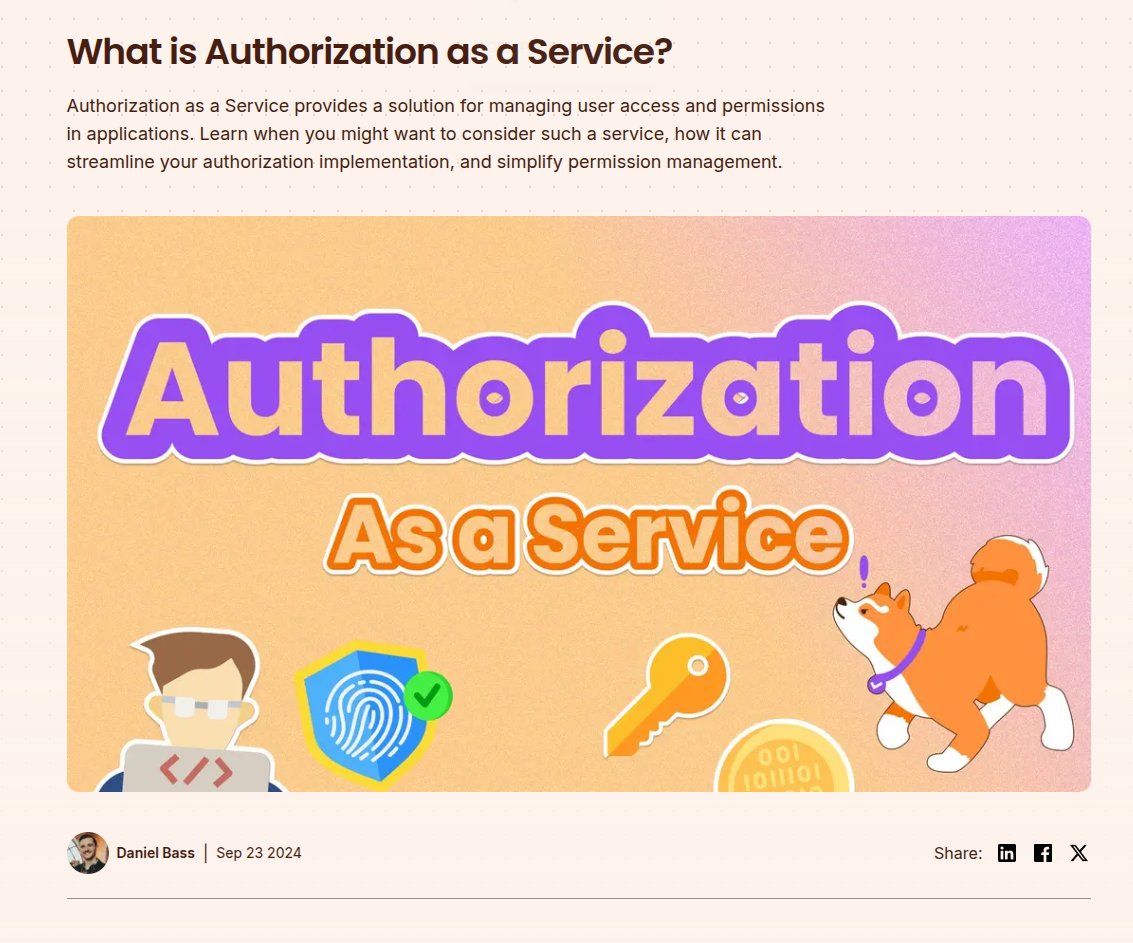 What is Authorization as a Service?
Authorization as a Service provides a solution for managing user access and permissions
in applications. Learn when you might want to consider such a service, how it can
streamline your authorization implementation, and simplify permission management.
Authorization
As a Service
!
</>
001
1011101
Daniel Bass | Sep 23 2024
Share: